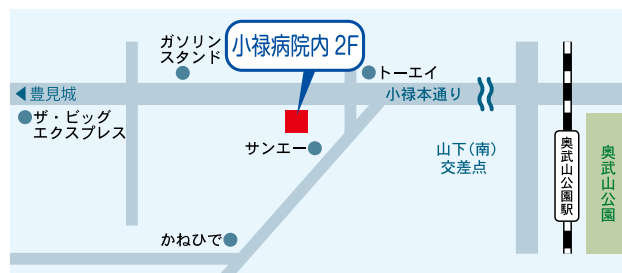 ガソリン
スタンド
小禄病院内 2F
トーエイ
豊見城
小禄本通り
ザ・ビッグ
エクスプレス
サンエー
山下(南)
交差点
奥武山公園駅
奥武山公園
かねひで